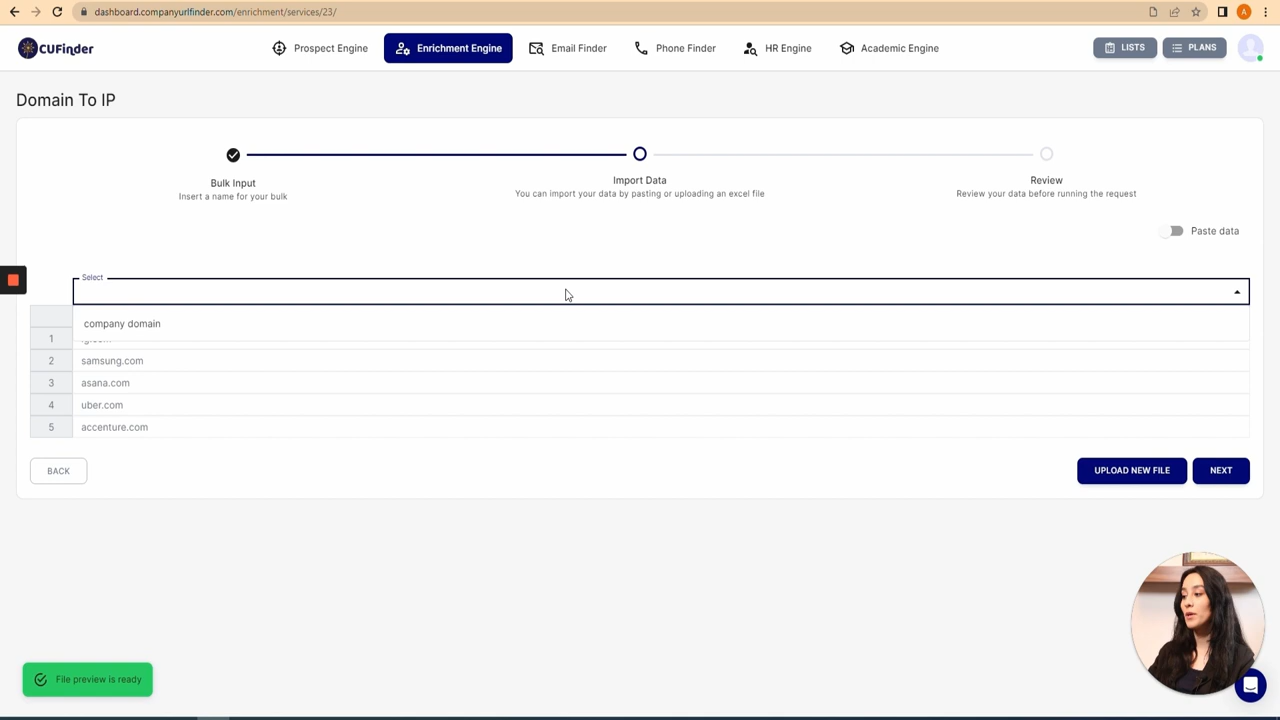 dashboard.companyurlfinder.com/enrichment/services/23/
A
CUFinder
Prospect Engine
Enrichment Engine
Email Finder
Phone Finder
HR Engine
Academic Engine
LISTS
PLANS
Domain To IP
Bulk Input
Insert a name for your bulk
Import Data
You can import your data by pasting or uploading an excel file
Review
Review your data before running the request
Paste data
Select
company domain
1
2 samsung.com
3 asana.com
4 uber.com
5 accenture.com
BACK
UPLOAD NEW FILE
NEXT
File preview is ready